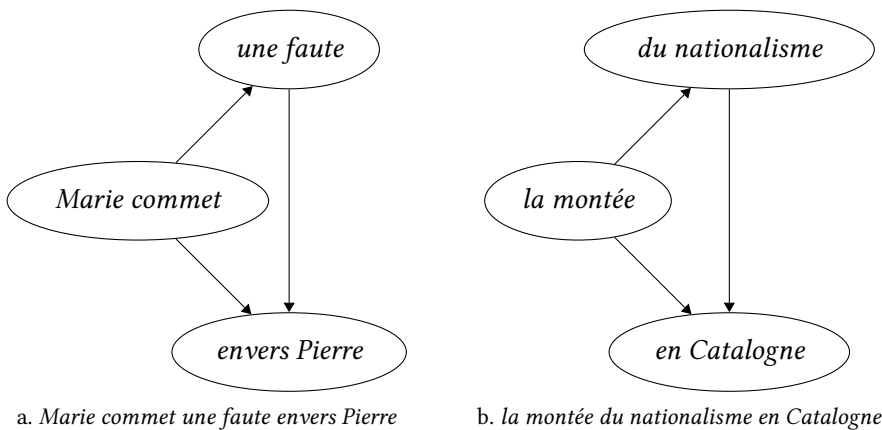 une faute
du nationalisme
Marie commet
la montée
envers Pierre
en Catalogne
a. Marie commet une faute envers Pierre
b. la montée du nationalisme en Catalogne